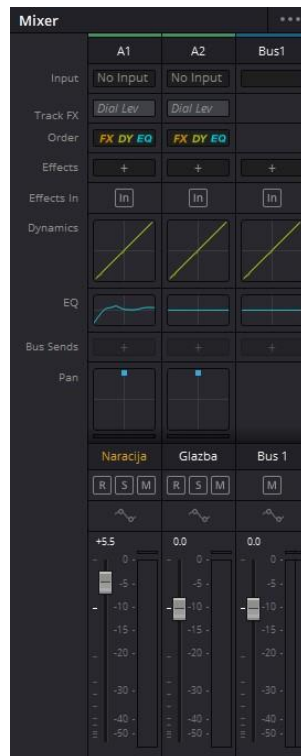 Mixer
A1 A2 Bus1
Input No Input No Input
Track FX Dial Lev Dial Lev
Order FX DY EQ FX DY EQ
Effects + + +
Effects In In In In
Dynamics
EQ
Bus Sends + + +
Pan
Naracija Glazba Bus 1
R S M R S M M
+5.5 0.0 0.0
0 0 0
-5 -5 -5
-10 -10 -10
-15 -15 -15
-20 -20 -20
-30 -30 -30
-40 -40 -40
-50 -50 -50